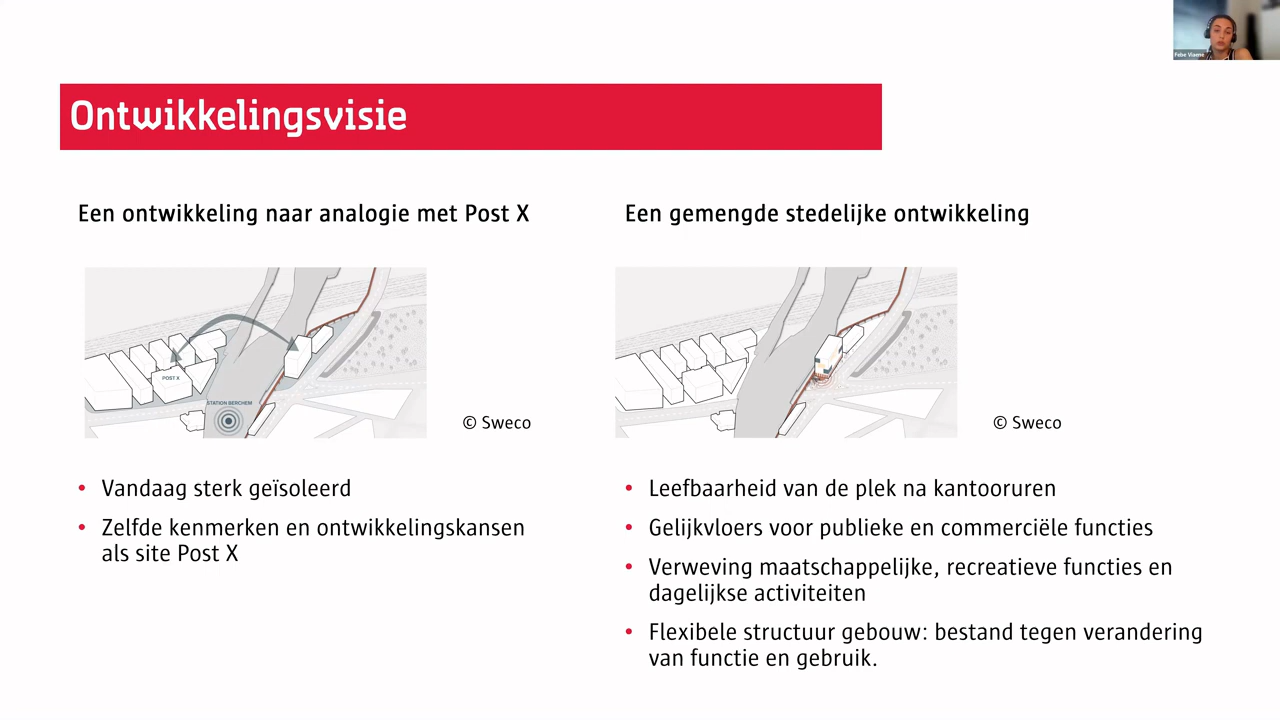 Febe Viaene
Ontwikkelingsvisie
Een ontwikkeling naar analogie met Post X
POST X
STATION BERCHEM
© Sweco
• Vandaag sterk geïsoleerd
• Zelfde kenmerken en ontwikkelingskansen
als site Post X
Een gemengde stedelijke ontwikkeling
© Sweco
• Leefbaarheid van de plek na kantooruren
• Gelijkvloers voor publieke en commerciële functies
• Verweving maatschappelijke, recreatieve functies en
dagelijkse activiteiten
• Flexibele structuur gebouw: bestand tegen verandering
van functie en gebruik.